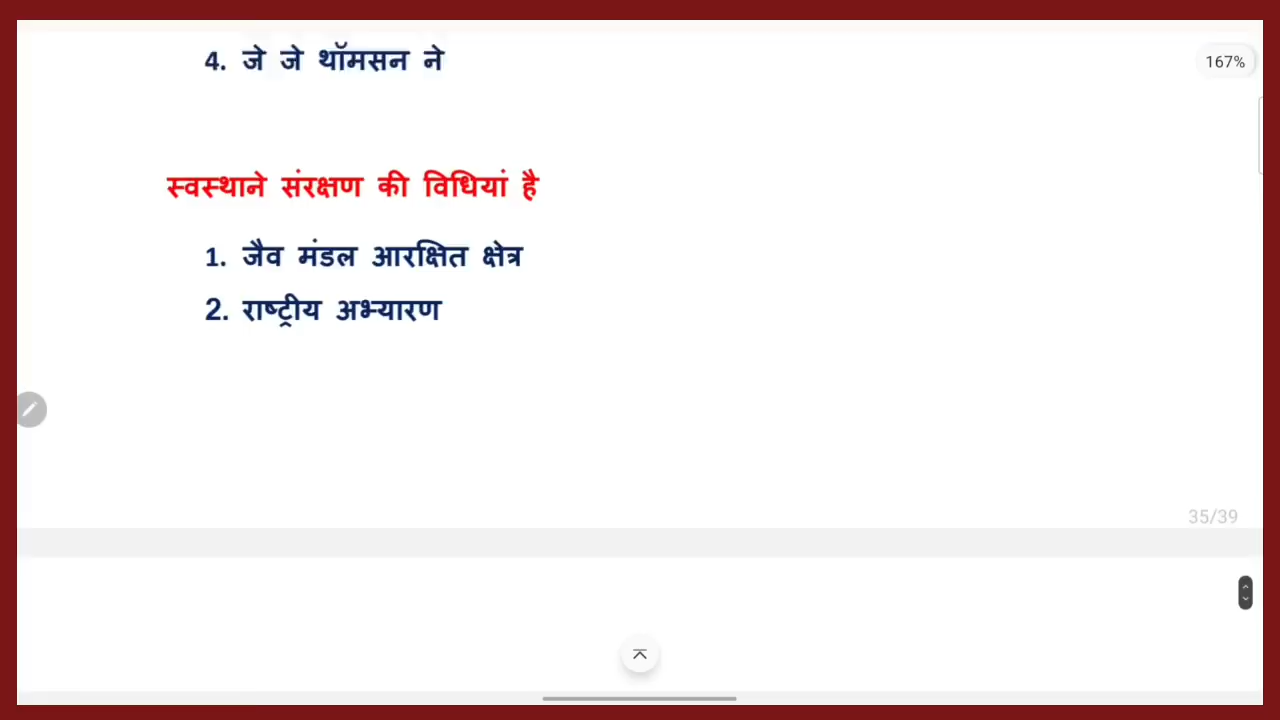 4. जे जे थॉमसन ने
167%
स्वस्थाने संरक्षण की विधियां है
1. जैव मंडल आरक्षित क्षेत्र
2. राष्ट्रीय अभ्यारण
35/39